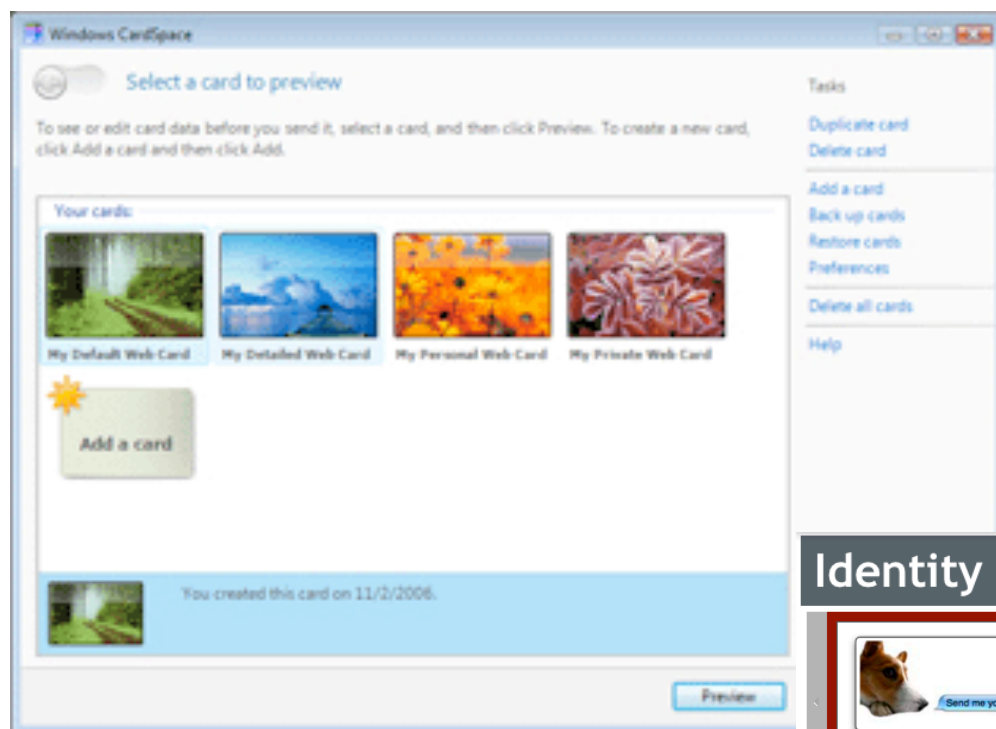 Windows CardSpace
Select a card to preview
To see or edit card data before you send it, select a card, and then click Preview. To create a new card,
click Add a card and then click Add.
Your cards:
My Default Web Card
My Detailed Web Card
My Personal Web Card
My Private Web Card
Add a card
You created this card on 11/2/2006.
Preview
Tasks
Duplicate card
Delete card
Add a card
Back up cards
Restore cards
Preferences
Delete all cards
Help
Identity
Send me yo